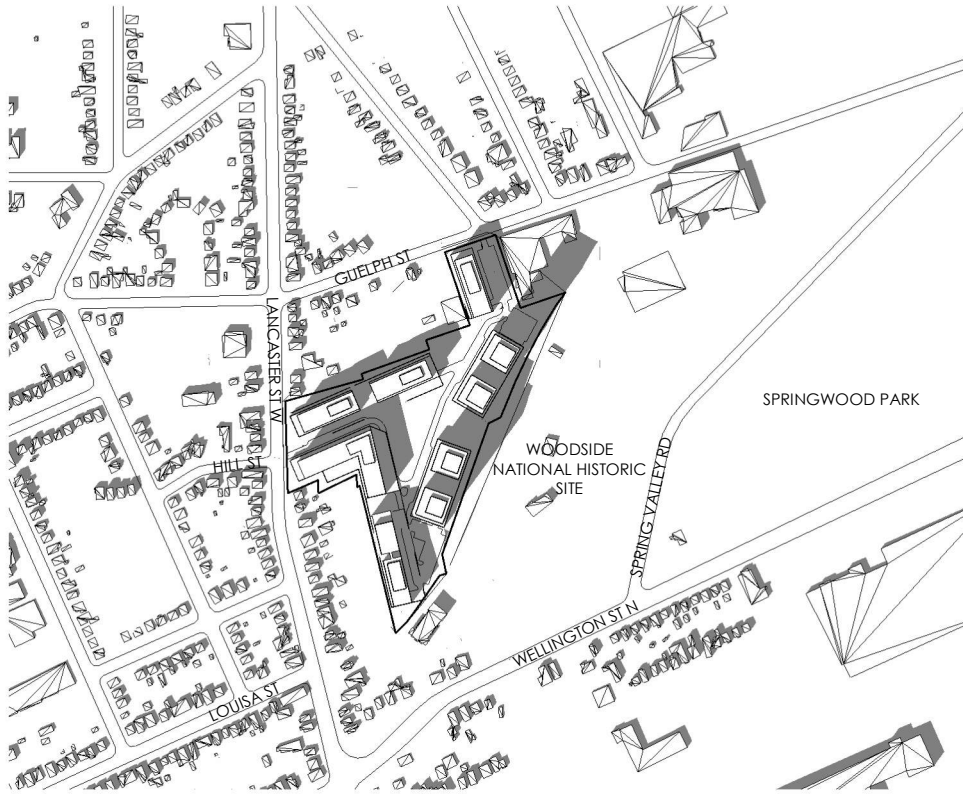 GUELPH ST
LANCASTER ST W
SPRINGWOOD PARK
WOODSIDE
NATIONAL HISTORIC
SITE
HILL ST
SPRING VALLEY RD
WELLINGTON ST N
LOUISA ST